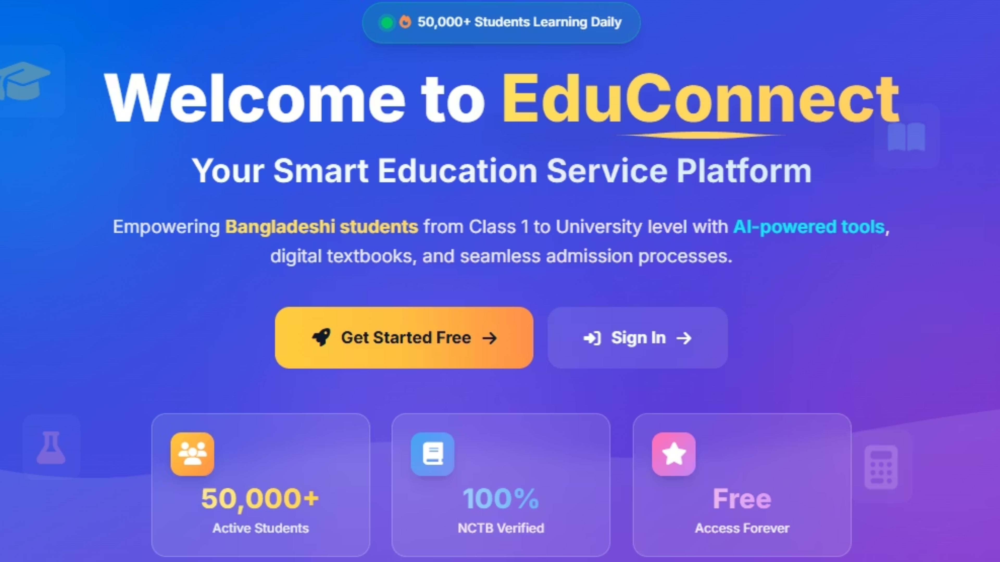 50,000+ Students Learning Daily
Welcome to EduConnect
Your Smart Education Service Platform
Empowering Bangladeshi students from Class 1 to University level with AI-powered tools,
digital textbooks, and seamless admission processes.
Get Started Free →
Sign In →
50,000+
Active Students
100%
NCTB Verified
Free
Access Forever